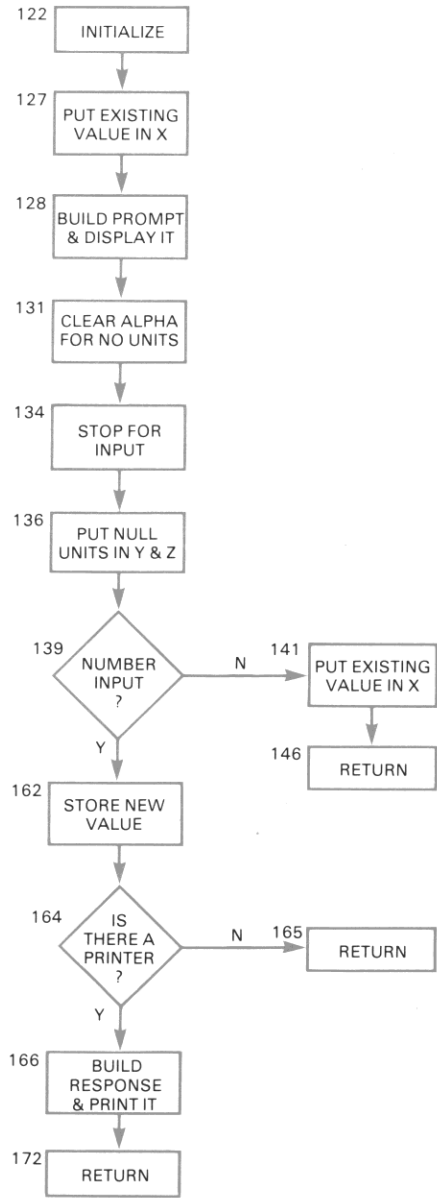 122
INITIALIZE
127
PUT EXISTING
VALUE IN X
128
BUILD PROMPT
& DISPLAY IT
131
CLEAR ALPHA
FOR NO UNITS
134
STOP FOR
INPUT
136
PUT NULL
UNITS IN Y & Z
139
NUMBER
INPUT
?
N
141
PUT EXISTING
VALUE IN X
146
RETURN
Y
162
STORE NEW
VALUE
164
IS
THERE A
PRINTER
?
N
165
RETURN
Y
166
BUILD
RESPONSE
& PRINT IT
172
RETURN